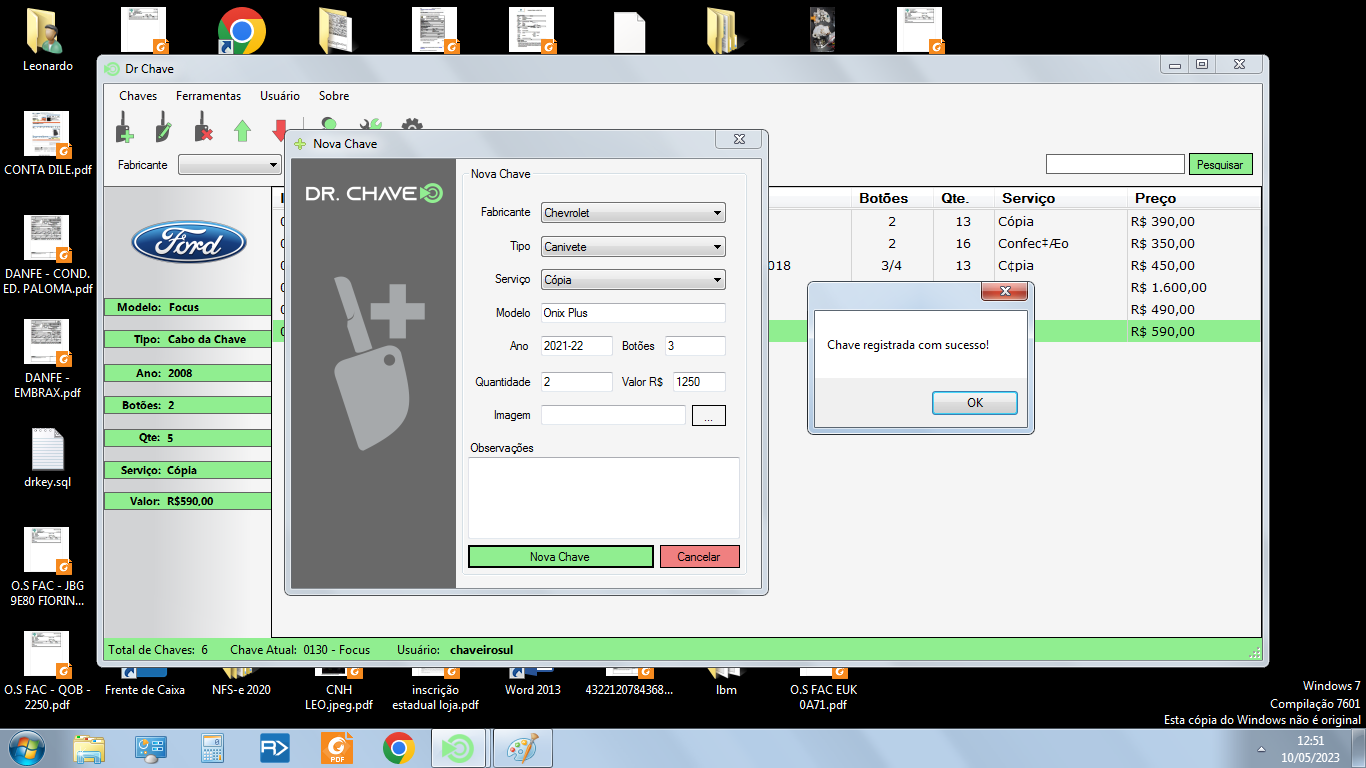 Leonardo
CONTA DILE.pdf
DANFE - COND.
ED. PALOMA.pdf
DANFE -
EMBRAX.pdf
drkey.sql
O.S FAC - JBG
9E80 FIORIN...
O.S FAC - QOB -
2250.pdf
Dr Chave
Chaves Ferramentas Usuário Sobre
Fabricante
Pesquisar
Ford
Modelo: Focus
Tipo: Cabo da Chave
Ano: 2008
Botões: 2
Qte: 5
Serviço: Cópia
Valor: R$590,00
Botões Qte. Serviço Preço
2 13 Cópia R$ 390,00
2 16 Confec‡Æo R$ 350,00
018 3/4 13 C¢pia R$ 450,00
R$ 1.600,00
R$ 490,00
R$ 590,00
Nova Chave
DR. CHAVE
Nova Chave
Fabricante Chevrolet
Tipo Canivete
Serviço Cópia
Modelo Onix Plus
Ano 2021-22 Botões 3
Quantidade 2 Valor R$ 1250
Imagem ...
Observações
Nova Chave Cancelar
Chave registrada com sucesso!
OK
Total de Chaves: 6 Chave Atual: 0130 - Focus Usuário: chaveirosul
Frente de Caixa
NFS-e 2020
CNH
LEO.jpeg.pdf
inscrição
estadual loja.pdf
Word 2013
4322120784368...
Ibm
O.S FAC EUK
0A71.pdf
Windows 7
Compilação 7601
Esta cópia do Windows não é original
PDF
12:51
10/05/2023